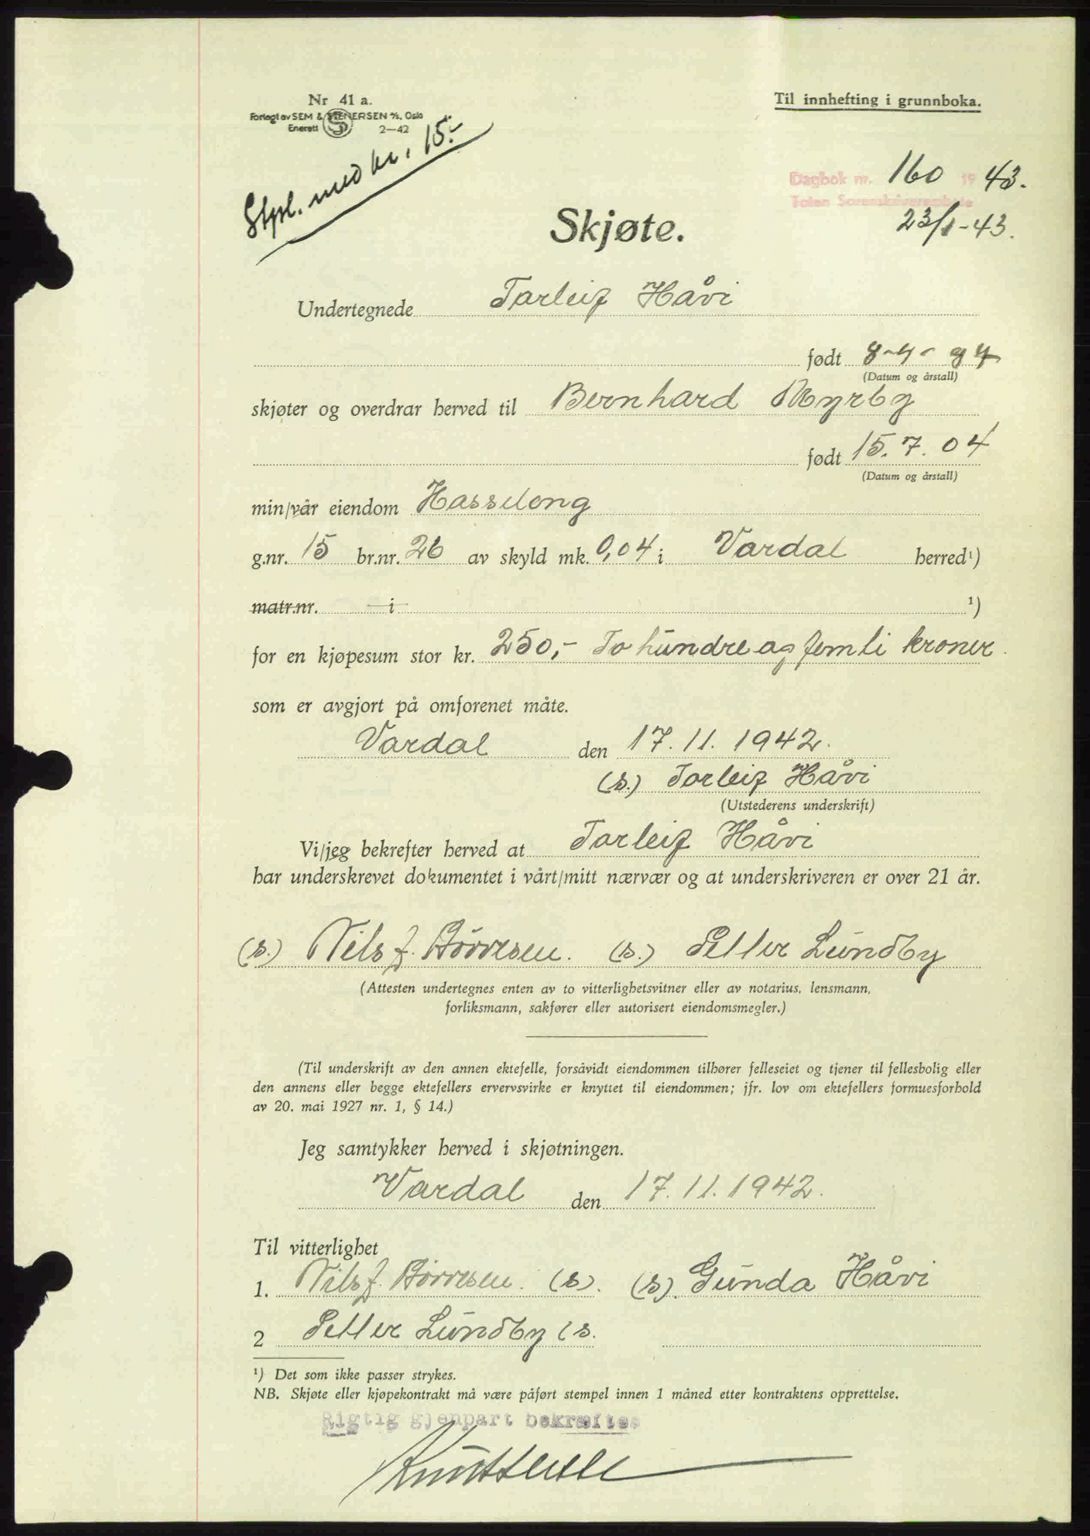 Nr 41 a.
Forlagt av SEM & STENERSEN A/S, Oslo
Enerett 2—42
Til innhefting i grunnboka.
Stpl. med kr. 15.-
Dagbok nr. 160 1943.
Toten Sorenskriverembete
23/1-43.
Skjøte.
Undertegnede Torleif Håvi
født 8-4-94
(Datum og årstall)
skjøter og overdrar herved til Bernhard Myrby
født 15.7.04
(Datum og årstall)
min/vår eiendom Hasseleng
g.nr. 15 br.nr. 26 av skyld mk. 0,04 i Vardal herred¹)
matr.nr. i ¹)
for en kjøpesum stor kr. 250,- To hundre og femti kroner
som er avgjort på omforenet måte.
Vardal den 17.11.1942.
(s.) Torleif Håvi
(Utstederens underskrift)
Vi/jeg bekrefter herved at Torleif Håvi
har underskrevet dokumentet i vårt/mitt nærvær og at underskriveren er over 21 år.
(s.) Nils J. Børresen. (s.) Petter Lundby
(Attesten undertegnes enten av to vitterlighetsvitner eller av notarius, lensmann,
forliksmann, sakfører eller autorisert eiendomsmegler.)
(Til underskrift av den annen ektefelle, forsåvidt eiendommen tilhører felleseiet og tjener til fellesbolig eller
den annens eller begge ektefellers ervervsvirke er knyttet til eiendommen; jfr. lov om ektefellers formuesforhold
av 20. mai 1927 nr. 1, § 14.)
Jeg samtykker herved i skjøtningen.
Vardal den 17.11.1942.
Til vitterlighet
1. Nils J. Børresen. (s). (s). Gunda Håvi
2 Petter Lundby (s.
¹) Det som ikke passer strykes.
NB. Skjøte eller kjøpekontrakt må være påført stempel innen 1 måned etter kontraktens opprettelse.
Rigtig gjenpart bekræftes